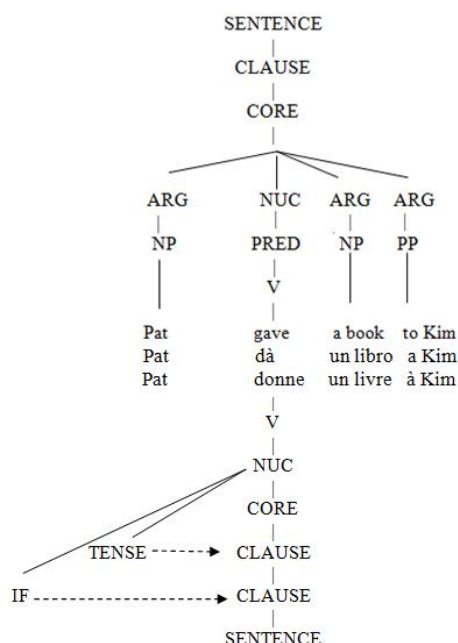 SENTENCE
CLAUSE
CORE
ARG NUC ARG ARG
NP PRED NP PP
V
Pat gave a book to Kim
Pat dà un libro a Kim
Pat donne un livre à Kim
V
NUC
CORE
TENSE CLAUSE
IF CLAUSE
SENTENCE